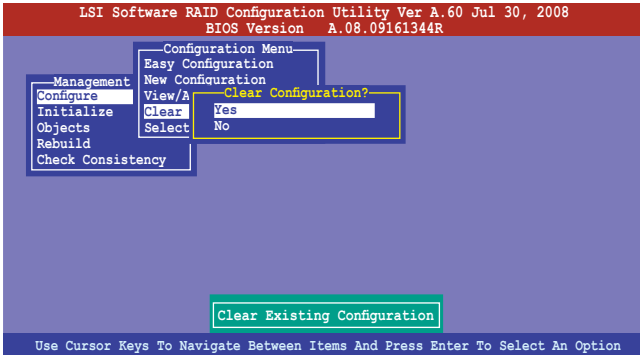 LSI Software RAID Configuration Utility Ver A.60 Jul 30, 2008
BIOS Version A.08.09161344R
Configuration Menu
Easy Configuration
New Configuration
View/A
Clear
Select
Management
Configure
Initialize
Objects
Rebuild
Check Consistency
Clear Configuration?
Yes
No
Clear Existing Configuration
Use Cursor Keys To Navigate Between Items And Press Enter To Select An Option